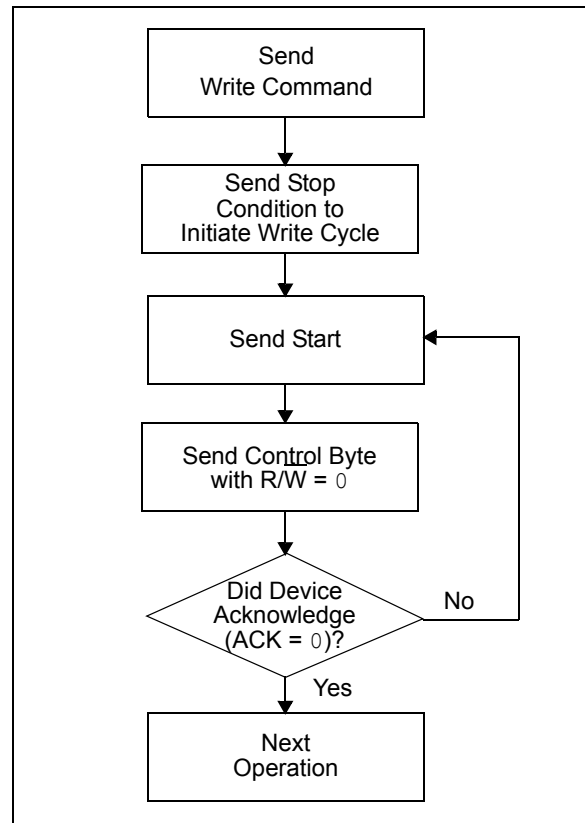 Send
Write Command
Send Stop
Condition to
Initiate Write Cycle
Send Start
Send Control Byte
with R/W̅ = 0
Did Device
Acknowledge
(ACK = 0)?
No
Yes
Next
Operation